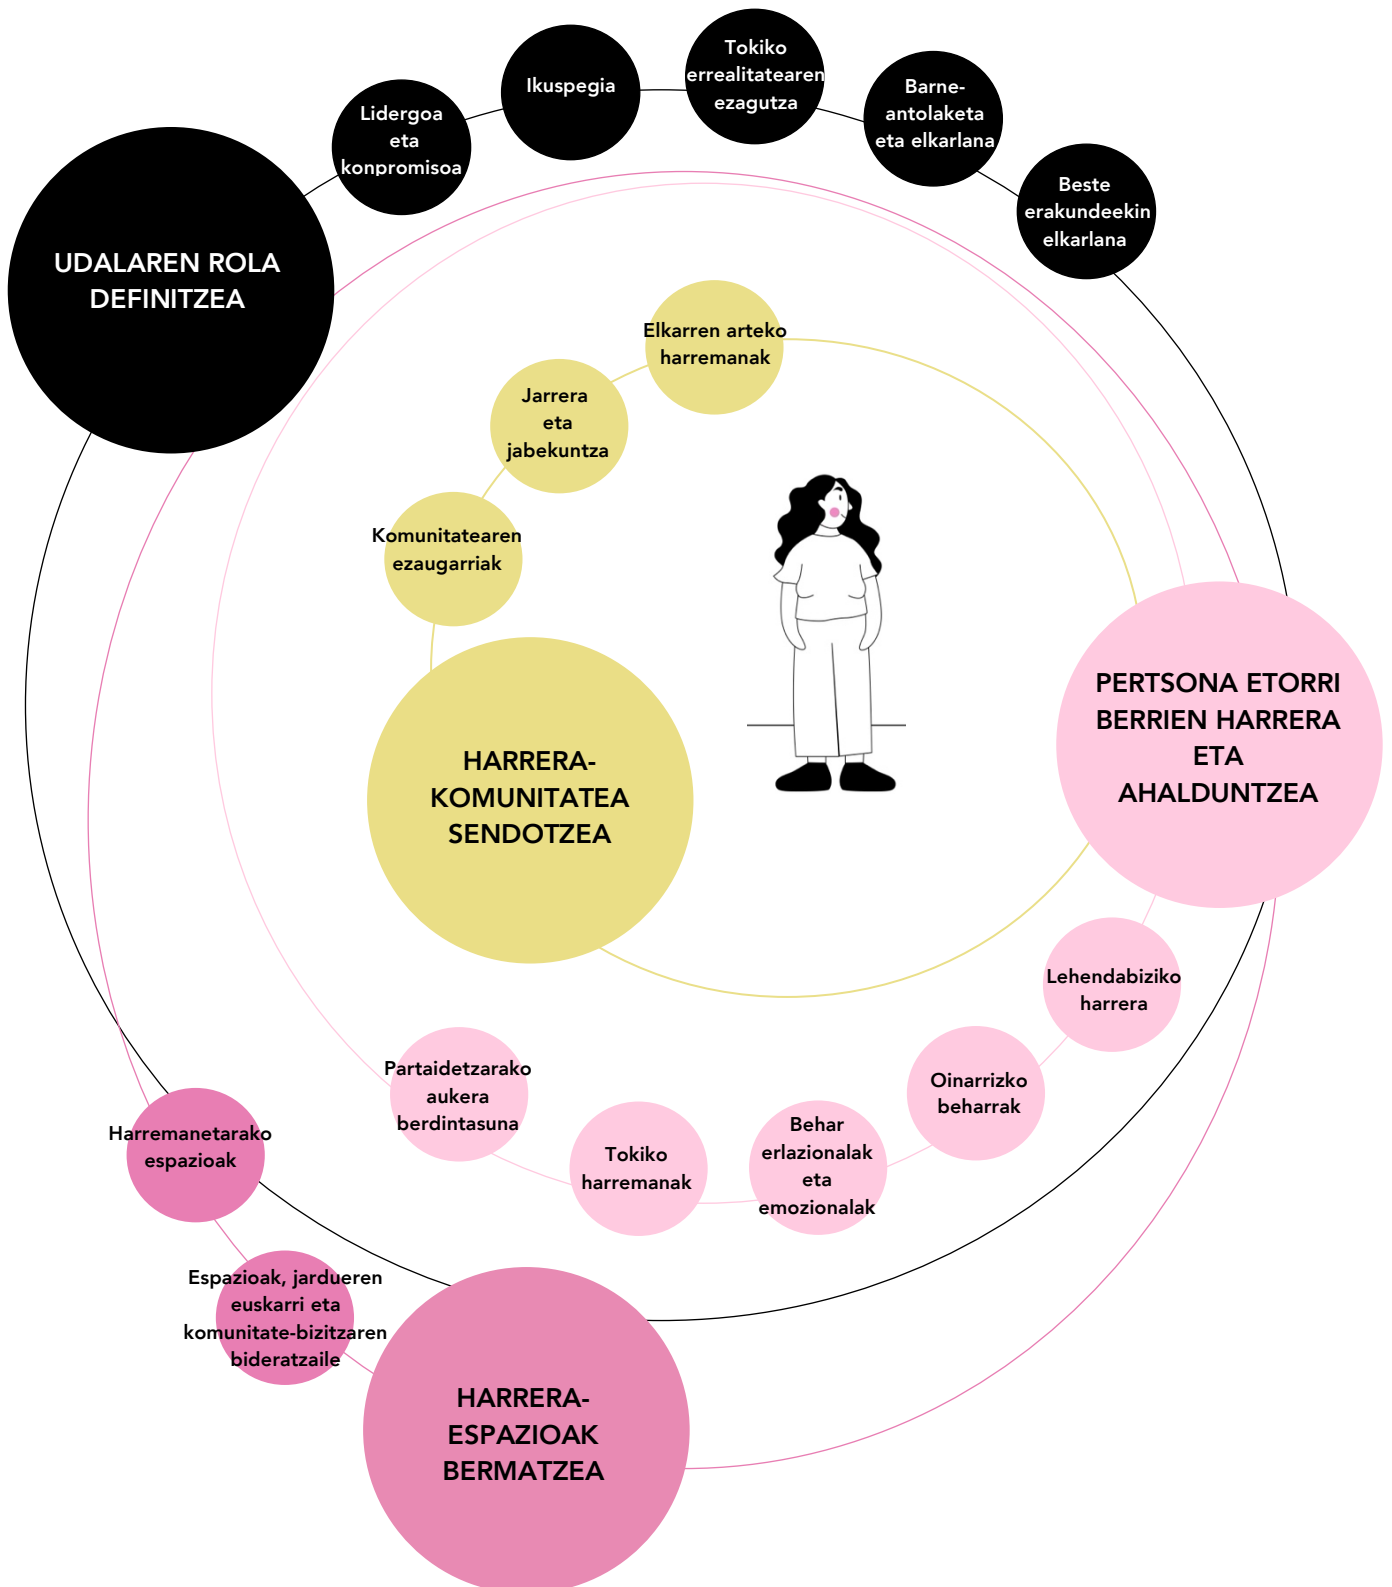 Tokiko
errealitatearen
ezagutza
Ikuspegia
Barne-
antolaketa
eta elkarlana
Lidergoa
eta
konpromisoa
Beste
erakundeekin
elkarlana
UDALAREN ROLA
DEFINITZEA
Elkarren arteko
harremanak
Jarrera
eta
jabekuntza
Komunitatearen
ezaugarriak
PERTSONA ETORRI
BERRIEN HARRERA
ETA
AHALDUNTZEA
HARRERA-
KOMUNITATEA
SENDOTZEA
Lehendabiziko
harrera
Oinarrizko
beharrak
Behar
erlazionalak
eta
emozionalak
Tokiko
harremanak
Partaidetzarako
aukera
berdintasuna
Harremanetarako
espazioak
Espazioak, jardueren
euskarri eta
komunitate-bizitzaren
bideratzaile
HARRERA-
ESPAZIOAK
BERMATZEA